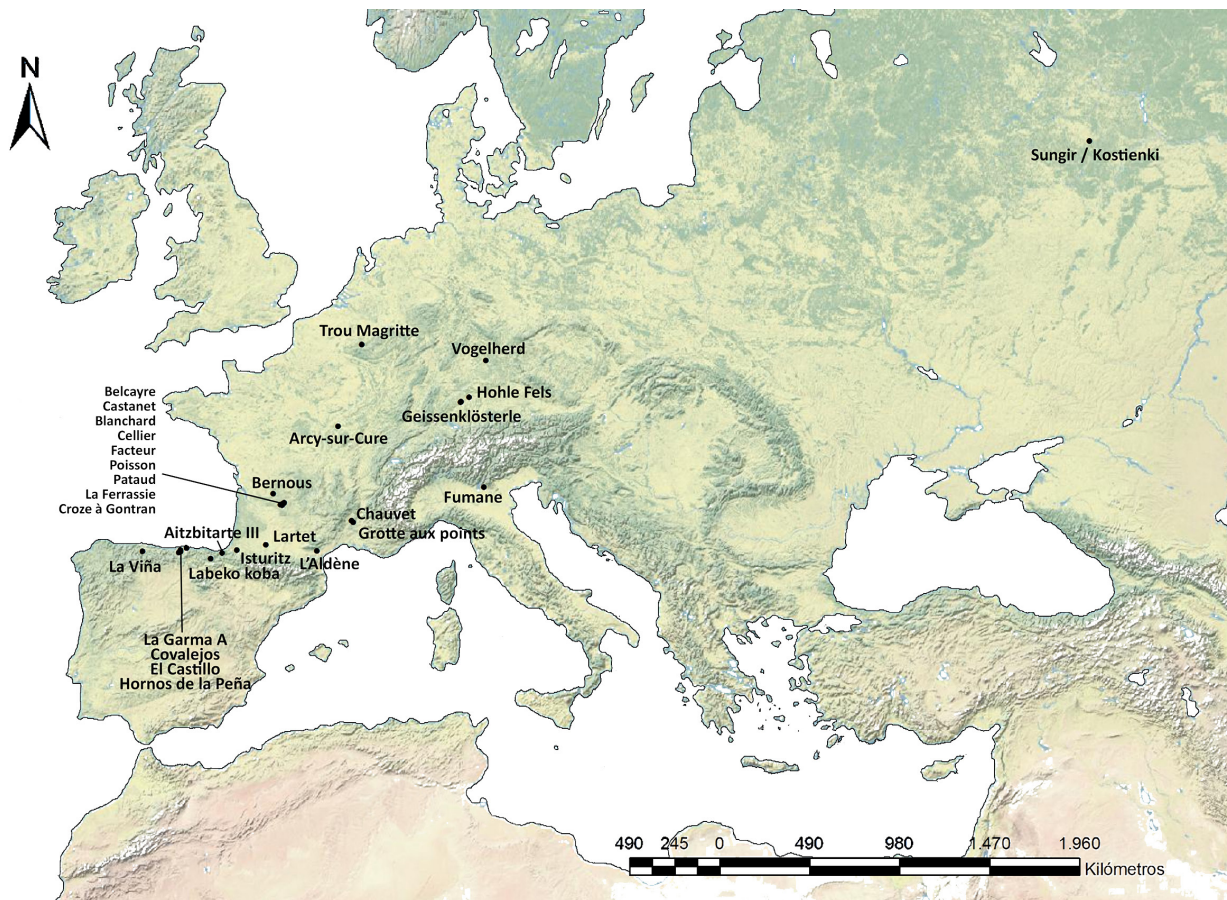 N
Sungir / Kostienki
Trou Magritte
Vogelherd
Hohle Fels
Geissenklösterle
Arcy-sur-Cure
Belcayre
Castanet
Blanchard
Cellier
Facteur
Poisson
Pataud
La Ferrassie
Croze à Gontran
Bernous
Fumane
Chauvet
Grotte aux points
Aitzbitarte III
Lartet
Isturitz
L'Aldène
La Viña
Labeko koba
La Garma A
Covalejos
El Castillo
Hornos de la Peña
490 245 0 490 980 1.470 1.960
Kilómetros